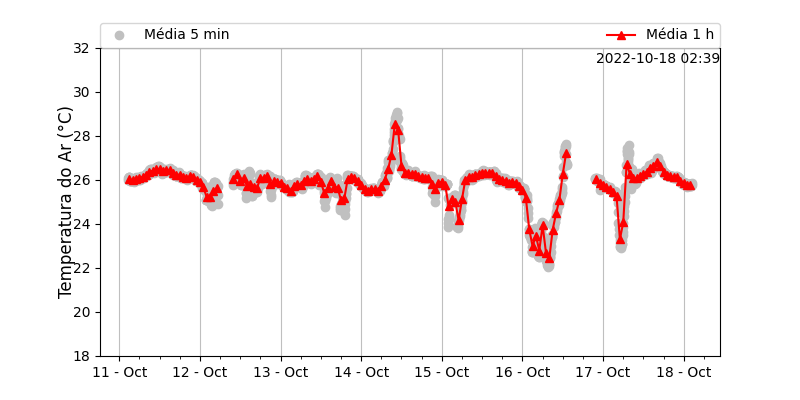 Média 5 min
Média 1 h
2022-10-18 02:39
Temperatura do Ar (°C)
32
30
28
26
24
22
20
18
11 - Oct
12 - Oct
13 - Oct
14 - Oct
15 - Oct
16 - Oct
17 - Oct
18 - Oct